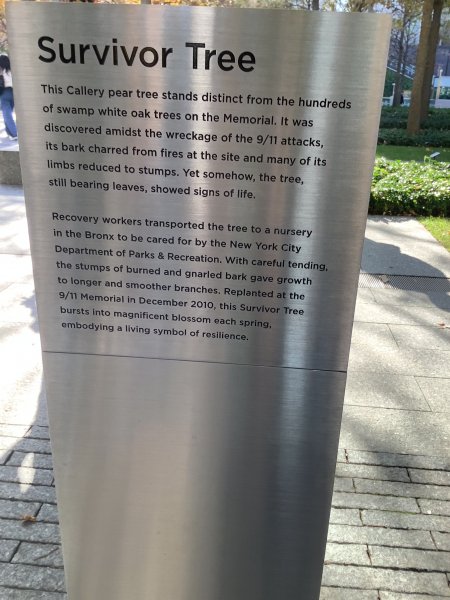 Survivor Tree
This Callery pear tree stands distinct from the hundreds
of swamp white oak trees on the Memorial. It was
discovered amidst the wreckage of the 9/11 attacks,
its bark charred from fires at the site and many of its
limbs reduced to stumps. Yet somehow, the tree,
still bearing leaves, showed signs of life.
Recovery workers transported the tree to a nursery
in the Bronx to be cared for by the New York City
Department of Parks & Recreation. With careful tending,
the stumps of burned and gnarled bark gave growth
to longer and smoother branches. Replanted at the
9/11 Memorial in December 2010, this Survivor Tree
bursts into magnificent blossom each spring,
embodying a living symbol of resilience.